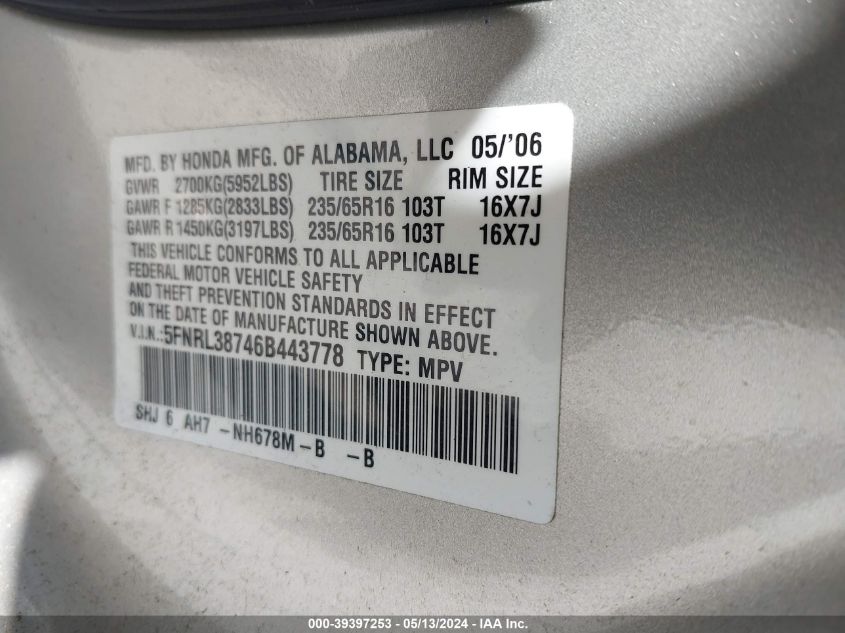 MFD. BY HONDA MFG. OF ALABAMA, LLC 05/'06
GVWR 2700KG(5952LBS) TIRE SIZE RIM SIZE
GAWR F 1285KG(2833LBS) 235/65R16 103T 16X7J
GAWR R 1450KG(3197LBS) 235/65R16 103T 16X7J
THIS VEHICLE CONFORMS TO ALL APPLICABLE
FEDERAL MOTOR VEHICLE SAFETY
AND THEFT PREVENTION STANDARDS IN EFFECT
ON THE DATE OF MANUFACTURE SHOWN ABOVE.
V.I.N.:5FNRL38746B443778 TYPE: MPV
SHJ 6 AH7 -NH678M-B -B
000-39397253 - 05/13/2024 - IAA Inc.